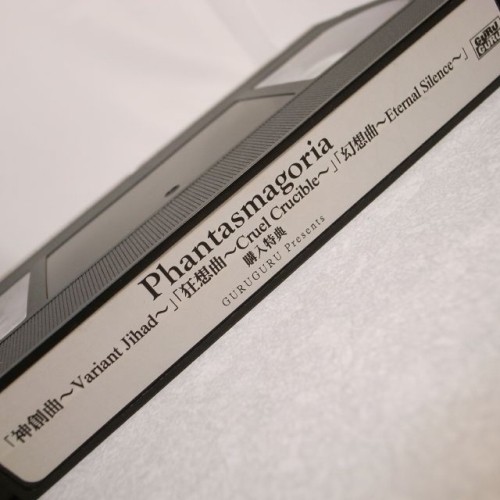 Phantasmagoria
「神創曲～Variant Jihad～」「狂想曲～Cruel Crucible～」「幻想曲～Eternal Silence～」
購入特典
GURUGURU Presents
GURU
GURU